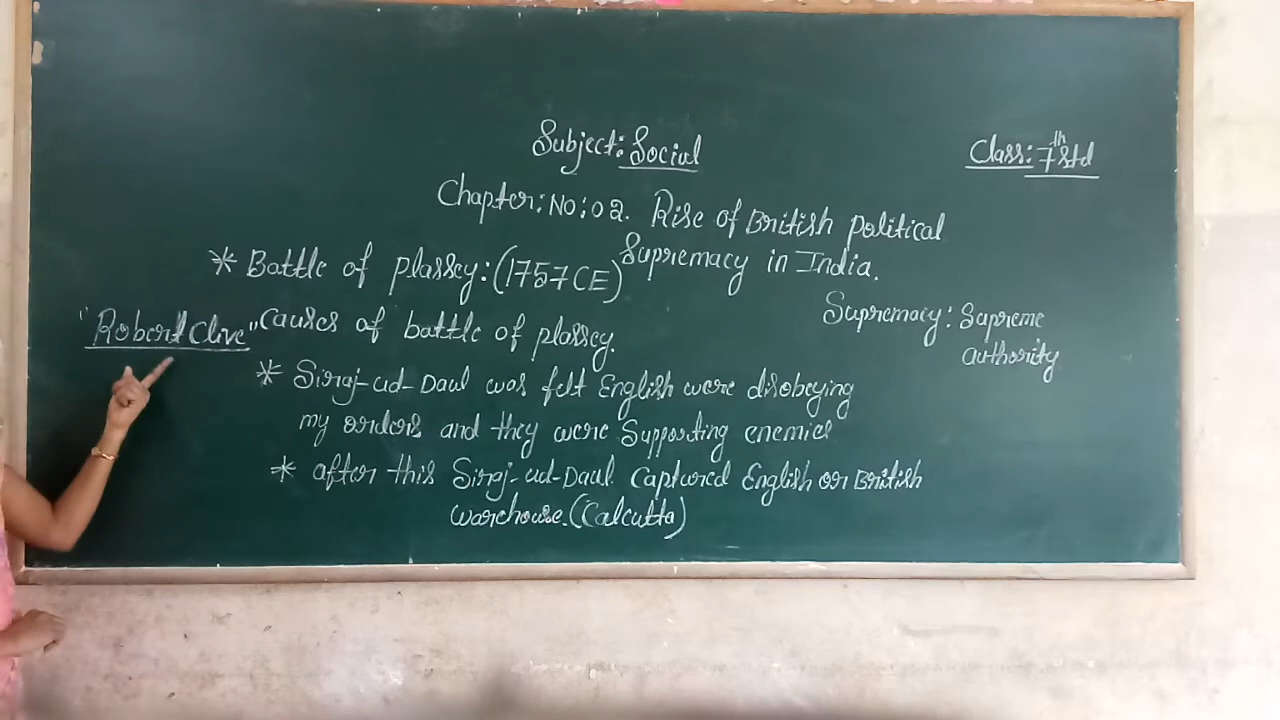 Subject: Social
Class: 7th Std
Chapter: No: 02. Rise of British political
Supremacy in India.
* Battle of plassey: (1757CE)
Supremacy: Supreme
authority
"Robert Clive"
Causes of battle of plassey.
* Siraj-ud-Daul was felt English were disobeying
my orders and they were Supporting enemies
* after this Siraj-ud-Daul Captured English or British
warehouse. (Calcutta)